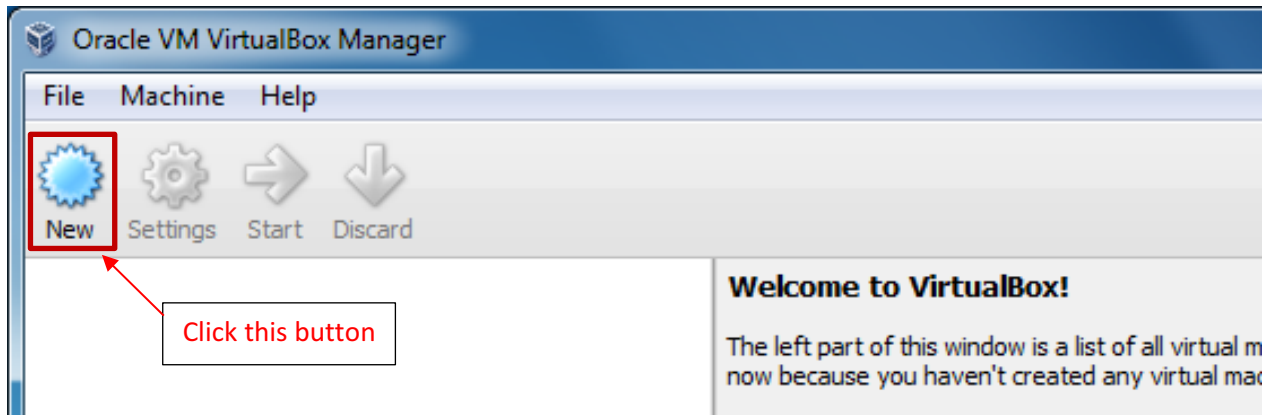 Oracle VM VirtualBox Manager
File Machine Help
New Settings Start Discard
Click this button
Welcome to VirtualBox!
The left part of this window is a list of all virtual
now because you haven't created any virtual